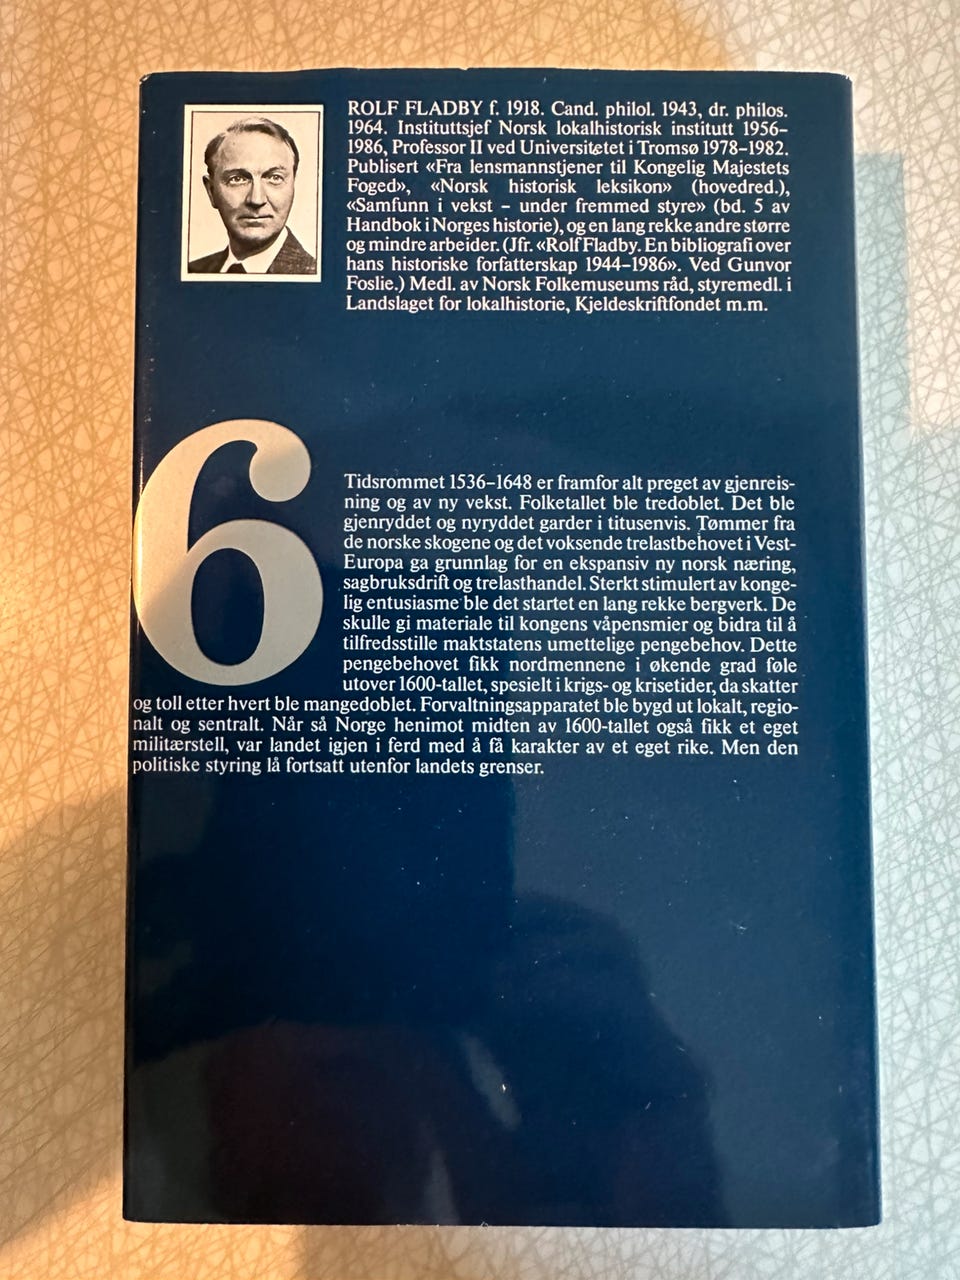 ROLF FLADBY f. 1918. Cand. philol. 1943, dr. philos.
1964. Instituttsjef Norsk lokalhistorisk institutt 1956–
1986, Professor II ved Universitetet i Tromsø 1978–1982.
Publisert «Fra lensmannstjener til Kongelig Majestets
Foged», «Norsk historisk leksikon» (hovedred.),
«Samfunn i vekst – under fremmed styre» (bd. 5 av
Handbok i Norges historie), og en lang rekke andre større
og mindre arbeider. (Jfr. «Rolf Fladby. En bibliografi over
hans historiske forfatterskap 1944–1986». Ved Gunvor
Foslie.) Medl. av Norsk Folkemuseums råd, styremedl. i
Landslaget for lokalhistorie, Kjeldeskriftfondet m.m.
6
Tidsrommet 1536–1648 er framfor alt preget av gjenreis-
ning og av ny vekst. Folketallet ble tredoblet. Det ble
gjenryddet og nyryddet garder i titusenvis. Tømmer fra
de norske skogene og det voksende trelastbehovet i Vest-
Europa ga grunnlag for en ekspansiv ny norsk næring,
sagbruksdrift og trelasthandel. Sterkt stimulert av konge-
lig entusiasme ble det startet en lang rekke bergverk. De
skulle gi materiale til kongens våpensmier og bidra til å
tilfredsstille maktstatens umettelige pengebehov. Dette
pengebehovet fikk nordmennene i økende grad føle
utover 1600-tallet, spesielt i krigs- og krisetider, da skatter
og toll etter hvert ble mangedoblet. Forvaltningsapparatet ble bygd ut lokalt, regio-
nalt og sentralt. Når så Norge henimot midten av 1600-tallet også fikk et eget
militærstell, var landet igjen i ferd med å få karakter av et eget rike. Men den
politiske styring lå fortsatt utenfor landets grenser.